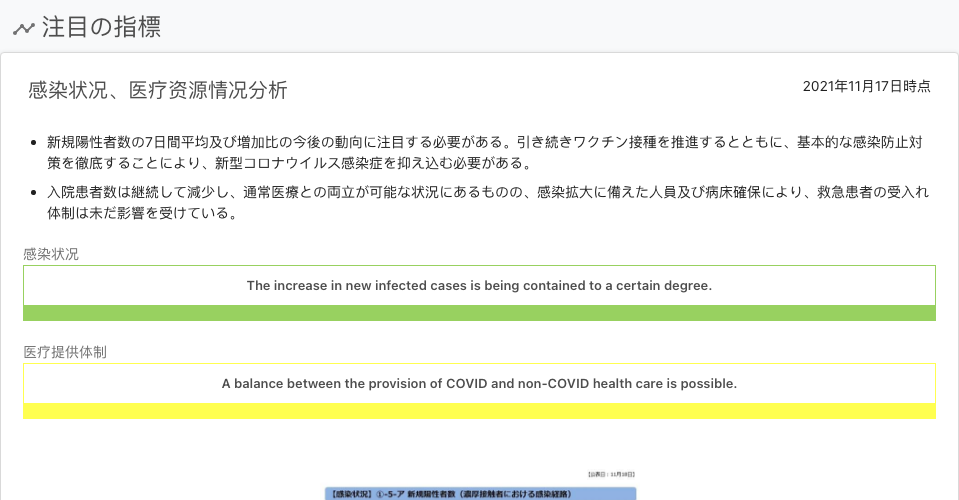 注目の指標
感染状况、医疗资源情况分析
2021年11月17日時点
新規陽性者数の7日間平均及び増加比の今後の動向に注目する必要がある。引き続きワクチン接種を推進するとともに、基本的な感染防止対
策を徹底することにより、新型コロナウイルス感染症を抑え込む必要がある。
入院患者数は継続して減少し、通常医療との両立が可能な状況にあるものの、感染拡大に備えた人員及び病床確保により、救急患者の受入れ
体制は未だ影響を受けている。
感染状况
The increase in new infected cases is being contained to a certain degree.
医疗提供体制
A balance between the provision of COVID and non-COVID health care is possible.
【公表日：11月18日】
【感染状況】①-5-ア 新規陽性者数（濃厚接触者における感染経路）